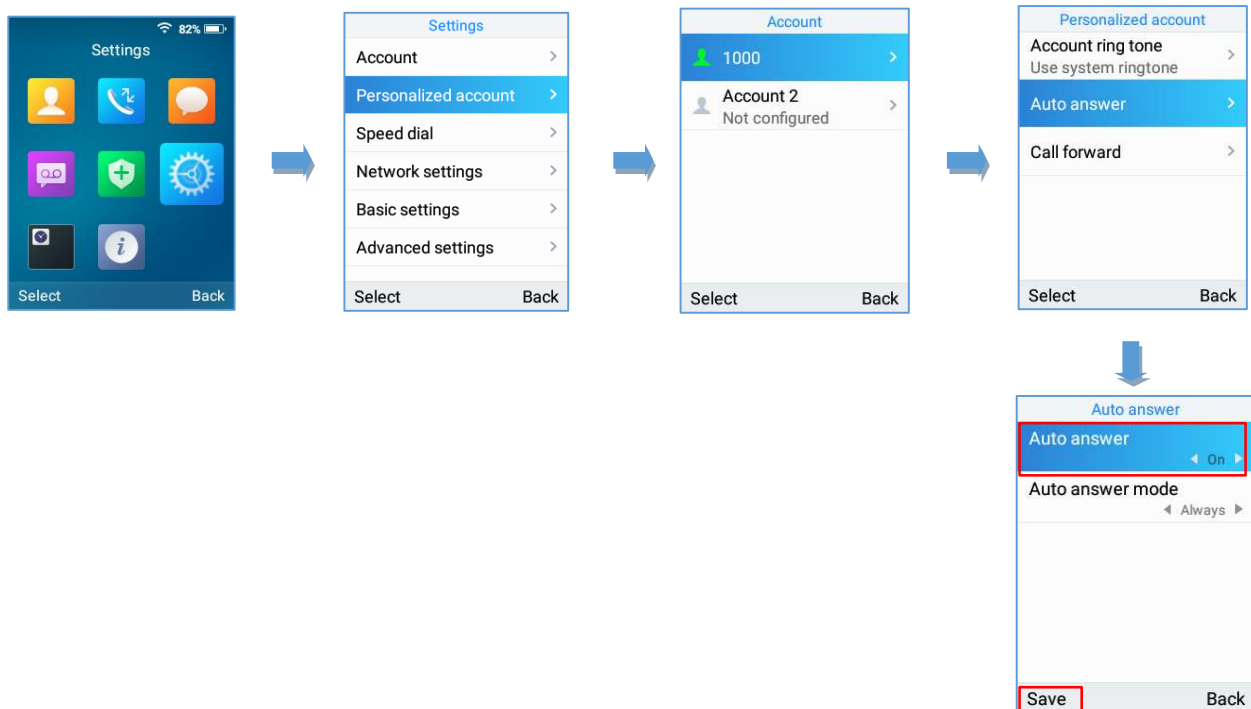 82%
Settings
Select Back
Settings
Account
Personalized account
Speed dial
Network settings
Basic settings
Advanced settings
Select Back
Account
1000
Account 2
Not configured
Select Back
Personalized account
Account ring tone
Use system ringtone
Auto answer
Call forward
Select Back
Auto answer
Auto answer
On
Auto answer mode
Always
Save Back